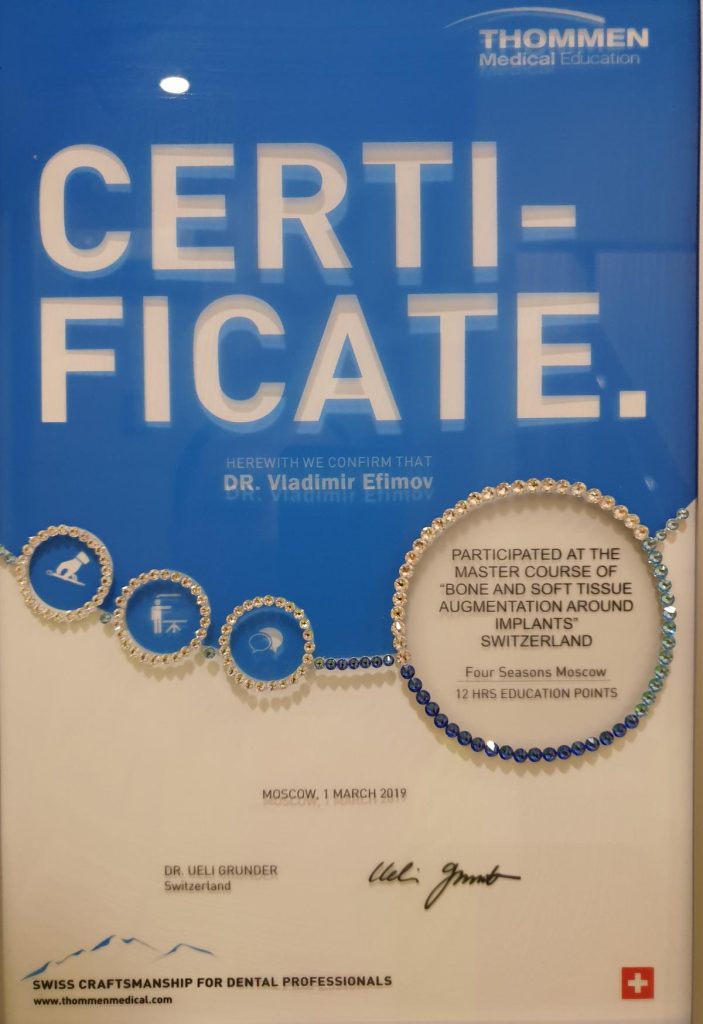 THOMMEN
Medical Education
CERTI-
FICATE.
HEREWITH WE CONFIRM THAT
DR. Vladimir Efimov
PARTICIPATED AT THE
MASTER COURSE OF
“BONE AND SOFT TISSUE
AUGMENTATION AROUND
IMPLANTS”
SWITZERLAND
Four Seasons Moscow
12 HRS EDUCATION POINTS
MOSCOW, 1 MARCH 2019
DR. UELI GRUNDER
Switzerland
Ueli Grunder
SWISS CRAFTSMANSHIP FOR DENTAL PROFESSIONALS
www.thommenmedical.com